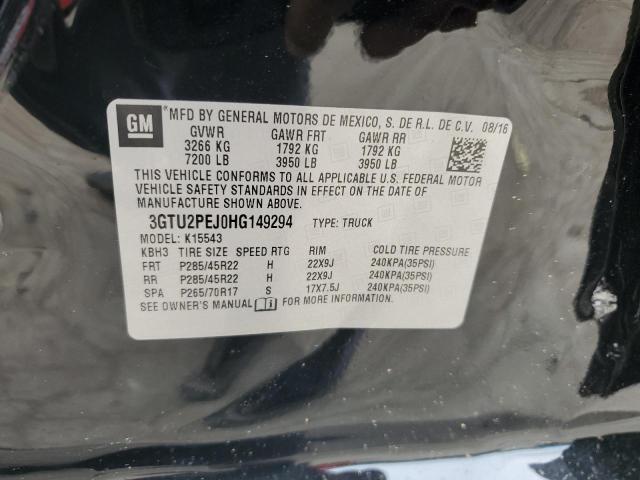 GM
MFD BY GENERAL MOTORS DE MEXICO, S. DE R.L. DE C.V. 08/16
GVWR GAWR FRT GAWR RR
3266 KG 1792 KG 1792 KG
7200 LB 3950 LB 3950 LB
THIS VEHICLE CONFORMS TO ALL APPLICABLE U.S. FEDERAL MOTOR
VEHICLE SAFETY STANDARDS IN EFFECT ON THE DATE OF
MANUFACTURE SHOWN ABOVE.
3GTU2PEJ0HG149294 TYPE: TRUCK
MODEL: K15543
KBH3 TIRE SIZE SPEED RTG RIM COLD TIRE PRESSURE
FRT P285/45R22 H 22X9J 240KPA(35PSI)
RR P285/45R22 H 22X9J 240KPA(35PSI)
SPA P265/70R17 S 17X7.5J 240KPA(35PSI)
SEE OWNER'S MANUAL FOR MORE INFORMATION.